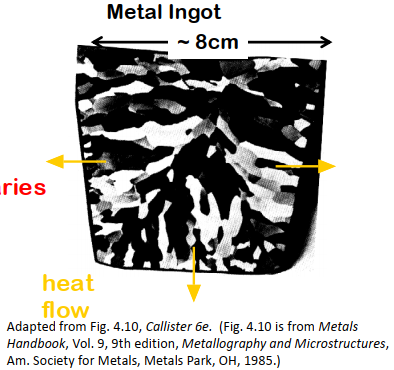 Metal Ingot
~ 8cm
aries
heat
flow
Adapted from Fig. 4.10, Callister 6e. (Fig. 4.10 is from Metals
Handbook, Vol. 9, 9th edition, Metallography and Microstructures,
Am. Society for Metals, Metals Park, OH, 1985.)